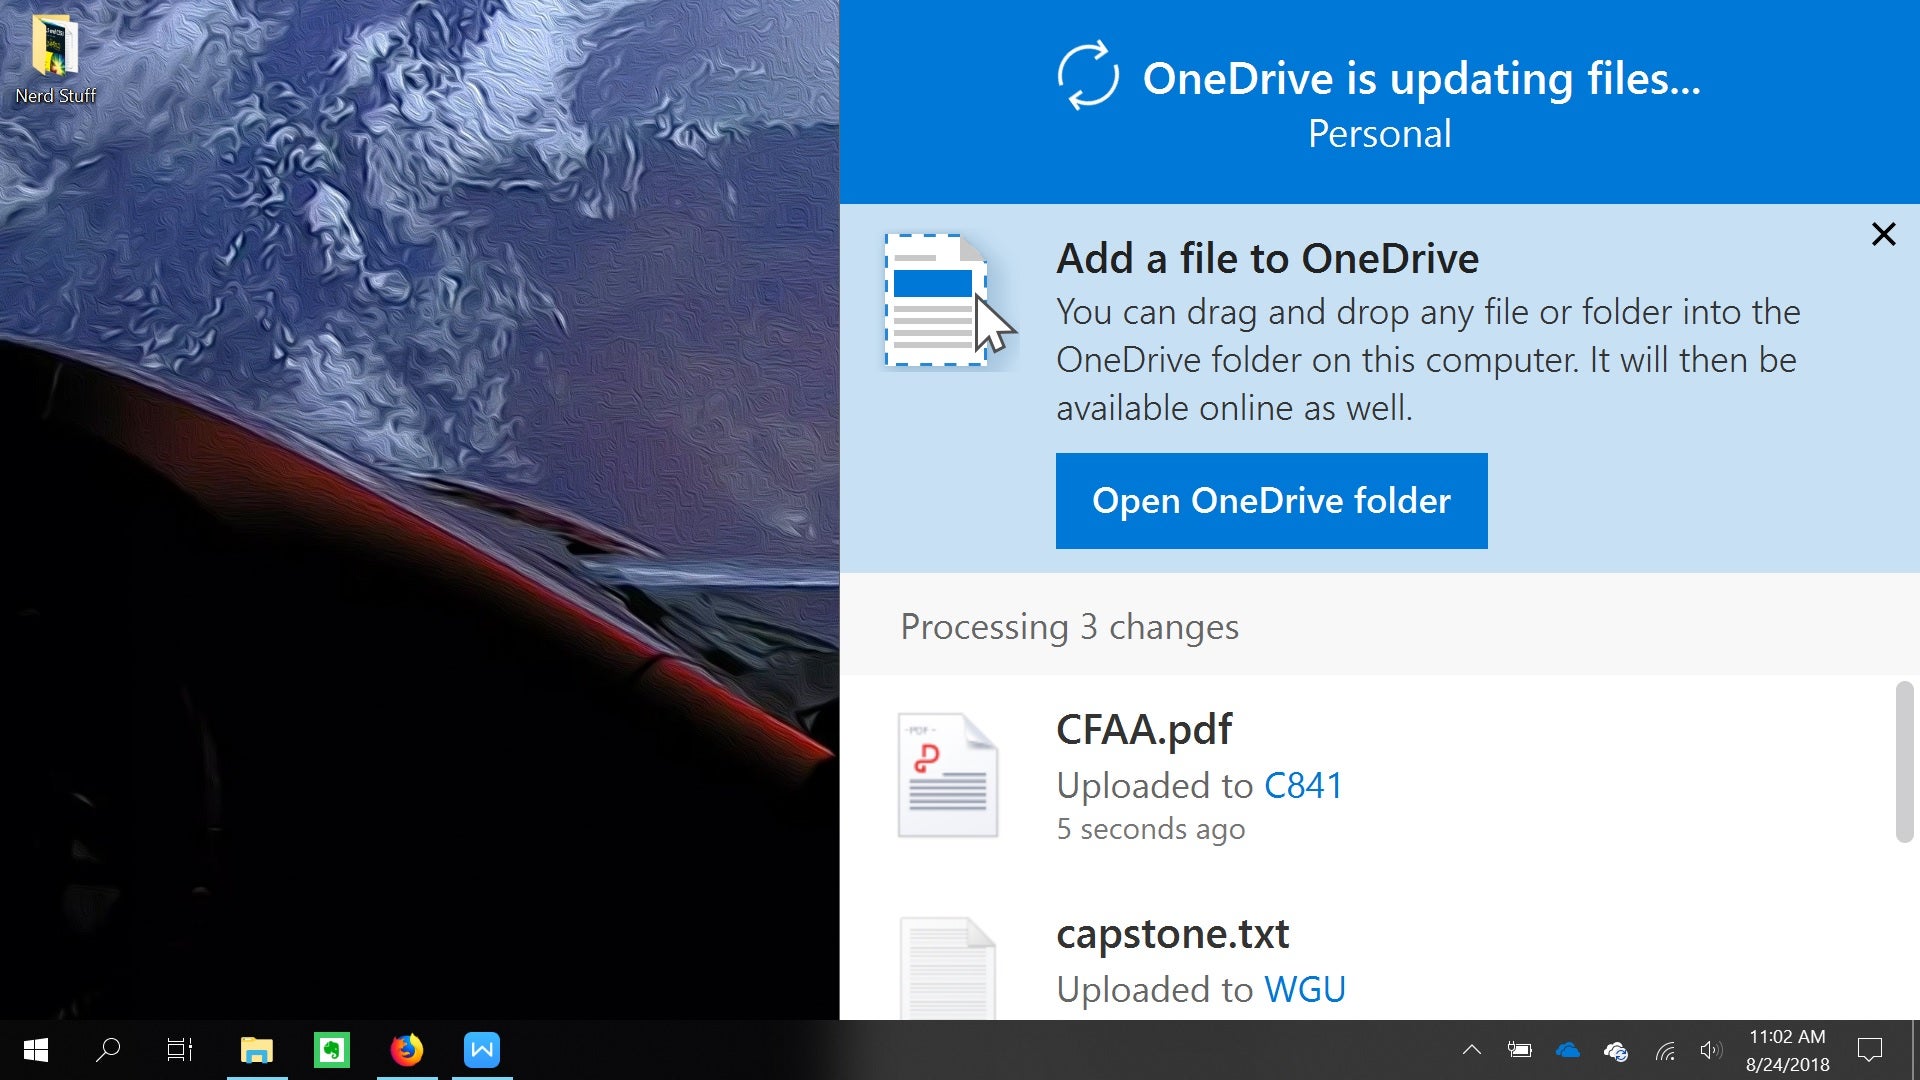 Nerd Stuff
OneDrive is updating files...
Personal
Add a file to OneDrive
You can drag and drop any file or folder into the
OneDrive folder on this computer. It will then be
available online as well.
Open OneDrive folder
Processing 3 changes
-PDF-
CFAA.pdf
Uploaded to C841
5 seconds ago
capstone.txt
Uploaded to WGU
11:02 AM
8/24/2018